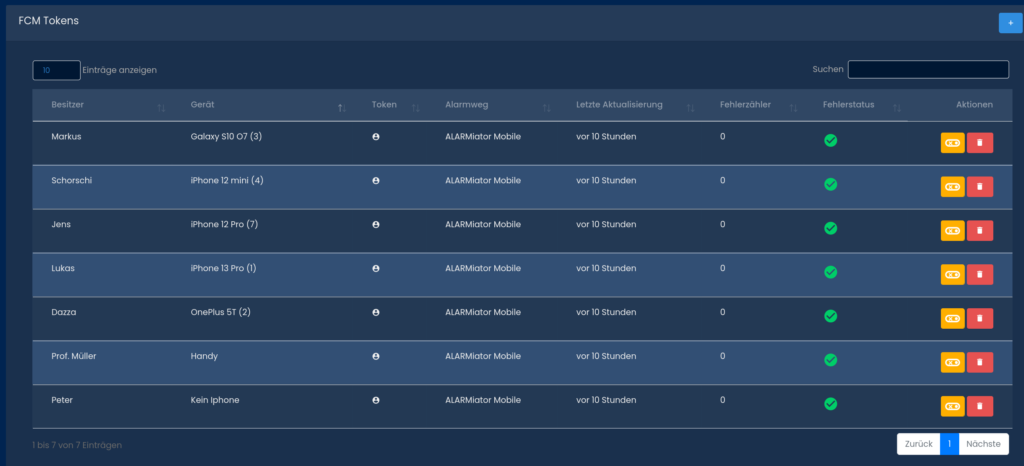 FCM Tokens
+
10 Einträge anzeigen
Suchen
Besitzer Gerät Token Alarmweg Letzte Aktualisierung Fehlerzähler Fehlerstatus Aktionen
Markus Galaxy S10 O7 (3) ALARMiator Mobile vor 10 Stunden 0
Schorschi iPhone 12 mini (4) ALARMiator Mobile vor 10 Stunden 0
Jens iPhone 12 Pro (7) ALARMiator Mobile vor 10 Stunden 0
Lukas iPhone 13 Pro (1) ALARMiator Mobile vor 10 Stunden 0
Dazza OnePlus 5T (2) ALARMiator Mobile vor 10 Stunden 0
Prof. Müller Handy ALARMiator Mobile vor 10 Stunden 0
Peter Kein Iphone ALARMiator Mobile vor 10 Stunden 0
1 bis 7 von 7 Einträgen
Zurück 1 Nächste